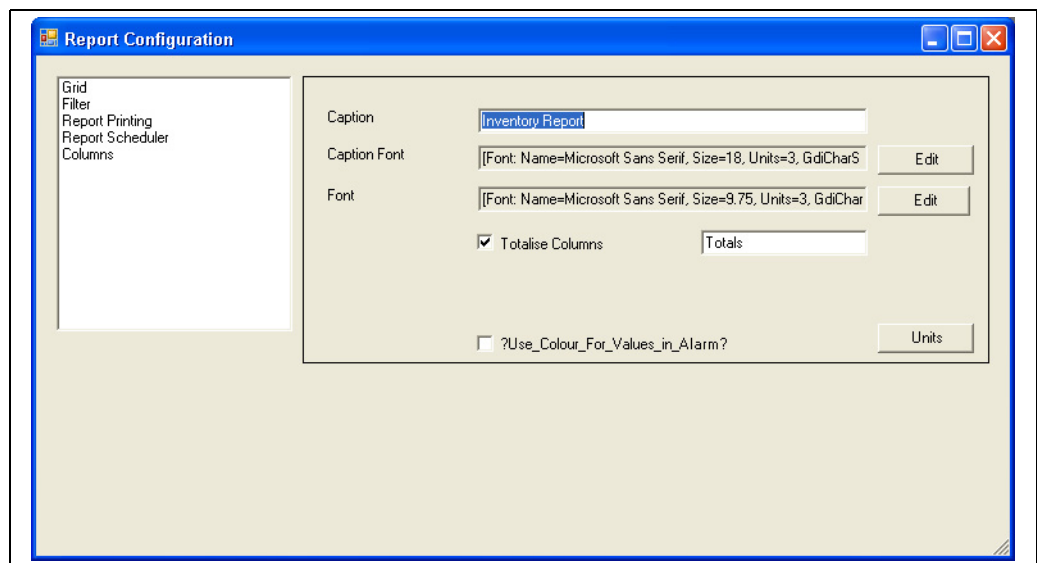 Report Configuration
Grid
Filter
Report Printing
Report Scheduler
Columns
Caption
Inventory Report
Caption Font
[Font: Name=Microsoft Sans Serif, Size=18, Units=3, GdiCharS
Edit
Font
[Font: Name=Microsoft Sans Serif, Size=9.75, Units=3, GdiChar
Edit
Totalise Columns
Totals
?Use_Colour_For_Values_in_Alarm?
Units